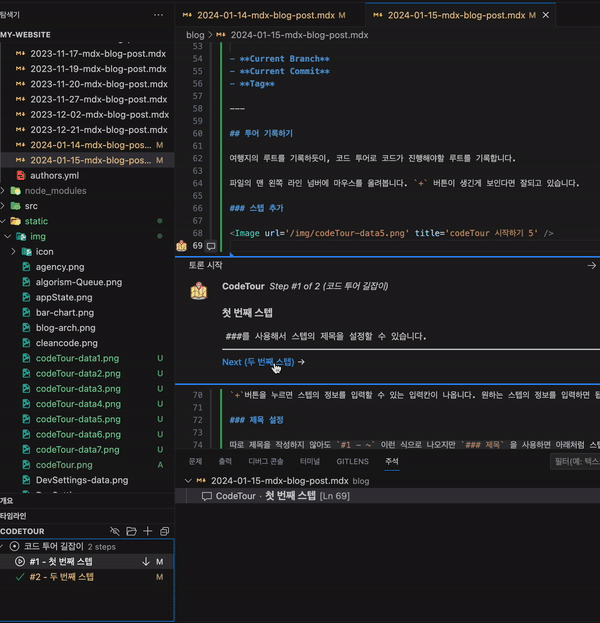 탐색기
MY-WEBSITE
2023-11-17-mdx-blog-post.mdx
2023-11-19-mdx-blog-post.mdx
2023-11-20-mdx-blog-post.mdx
2023-11-27-mdx-blog-post.mdx
2023-12-02-mdx-blog-post.mdx
2023-12-21-mdx-blog-post.mdx
2024-01-14-mdx-blog-pos... M
2024-01-15-mdx-blog-pos... M
authors.yml
node_modules
src
static
img
icon
agency.png
algorism-Queue.png
appState.png
bar-chart.png
blog-arch.png
cleancode.png
codeTour-data1.png U
codeTour-data2.png U
codeTour-data3.png U
codeTour-data4.png U
codeTour-data5.png U
codeTour-data6.png U
codeTour-data7.png U
codeTour.png A
DevSettings-data.png
개요
타임라인
CODETOUR
코드 투어 길잡이 2 steps
#1 - 첫 번째 스텝 M
#2 - 두 번째 스텝 M
2024-01-14-mdx-blog-post.mdx M
2024-01-15-mdx-blog-post.mdx M
blog > 2024-01-15-mdx-blog-post.mdx
53
54 - **Current Branch**
55 - **Current Commit**
56 - **Tag**
57
58 ---
59
60 ## 투어 기록하기
61
62 여행지의 루트를 기록하듯이, 코드 투어로 코드가 진행해야할 루트를 기록합니다.
63
64 파일의 맨 왼쪽 라인 넘버에 마우스를 올려봅니다. `+` 버튼이 생긴게 보인다면 잘되고 있습니다.
65
66 ### 스텝 추가
67
68 <Image url='/img/codeTour-data5.png' title='codeTour 시작하기 5' />
69
토론 시작
CodeTour Step #1 of 2 (코드 투어 길잡이)
첫 번째 스텝
###를 사용해서 스텝의 제목을 설정할 수 있습니다.
Next (두 번째 스텝) →
70 `+`버튼을 누르면 스텝의 정보를 입력할 수 있는 입력칸이 나옵니다. 원하는 스텝의 정보를 입력하면 됩
71
72 ### 제목 설정
73
74 따로 제목을 작성하지 않아도 `#1 - ~` 이런 식으로 나오지만 `### 제목` 을 사용하면 아래처럼 스텝
문제 출력 디버그 콘솔 터미널 GITLENS 주석
필터(예: 텍스
2024-01-15-mdx-blog-post.mdx blog
CodeTour · 첫 번째 스텝 [Ln 69]